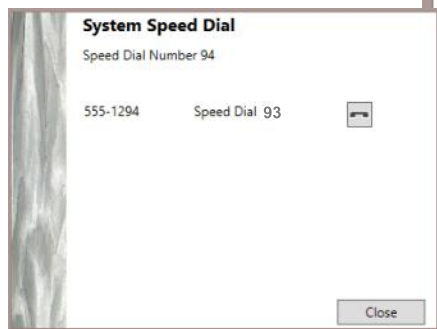 System Speed Dial
Speed Dial Number 94
555-1294 Speed Dial 93
Close